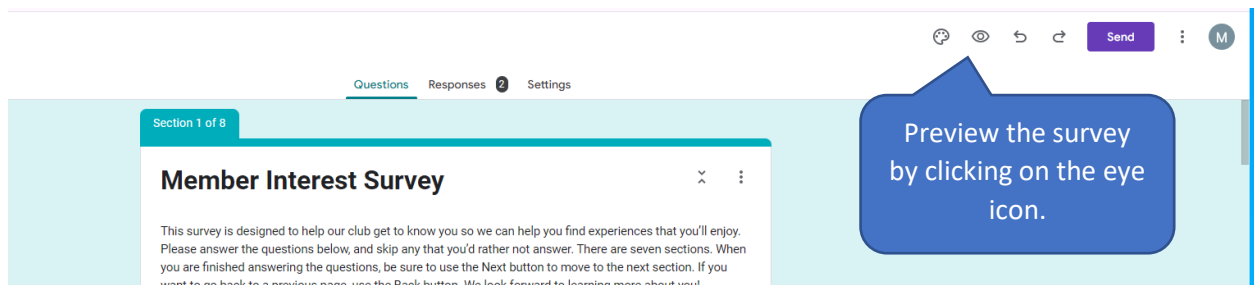 Send
M
Questions Responses 2 Settings
Section 1 of 8
Preview the survey
by clicking on the eye
icon.
Member Interest Survey
This survey is designed to help our club get to know you so we can help you find experiences that you'll enjoy.
Please answer the questions below, and skip any that you'd rather not answer. There are seven sections. When
you are finished answering the questions, be sure to use the Next button to move to the next section. If you
want to go back to a previous page, use the Back button. We look forward to learning more about you!